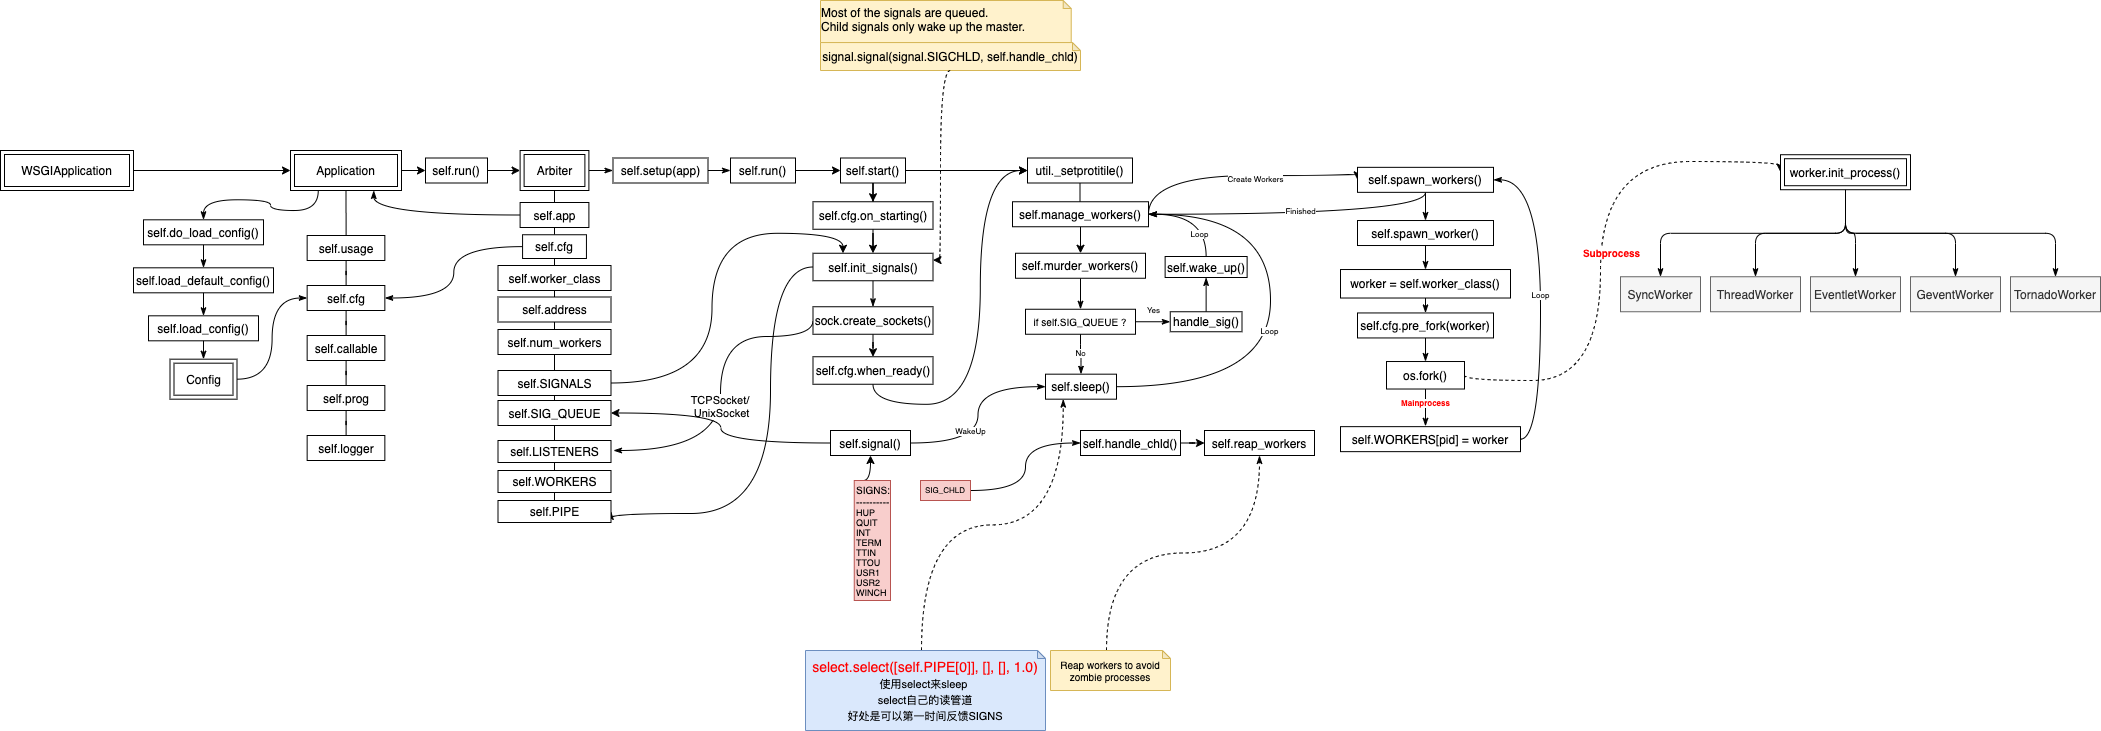 Most of the signals are queued.
Child signals only wake up the master.
signal.signal(signal.SIGCHLD, self.handle_chld)
WSGIApplication
Application
self.run()
Arbiter
self.setup(app)
self.run()
self.start()
util._setprotitile()
self.do_load_config()
self.load_default_config()
self.load_config()
Config
self.usage
self.cfg
self.callable
self.prog
self.logger
self.app
self.cfg
self.worker_class
self.address
self.num_workers
self.SIGNALS
self.SIG_QUEUE
self.LISTENERS
self.WORKERS
self.PIPE
TCPSocket/
UnixSocket
self.cfg.on_starting()
self.init_signals()
sock.create_sockets()
self.cfg.when_ready()
self.signal()
SIGNS:
----------
HUP
QUIT
INT
TERM
TTIN
TTOU
USR1
USR2
WINCH
WakeUp
SIG_CHLD
self.manage_workers()
self.murder_workers()
if self.SIG_QUEUE ?
Yes
No
handle_sig()
self.wake_up()
Loop
self.sleep()
Loop
self.handle_chld()
self.reap_workers
Create Workers
Finished
self.spawn_workers()
self.spawn_worker()
worker = self.worker_class()
self.cfg.pre_fork(worker)
os.fork()
Mainprocess
self.WORKERS[pid] = worker
Loop
Subprocess
worker.init_process()
SyncWorker
ThreadWorker
EventletWorker
GeventWorker
TornadoWorker
select.select([self.PIPE[0]], [], [], 1.0)
使用select来sleep
select自己的读管道
好处是可以第一时间反馈SIGNS
Reap workers to avoid
zombie processes